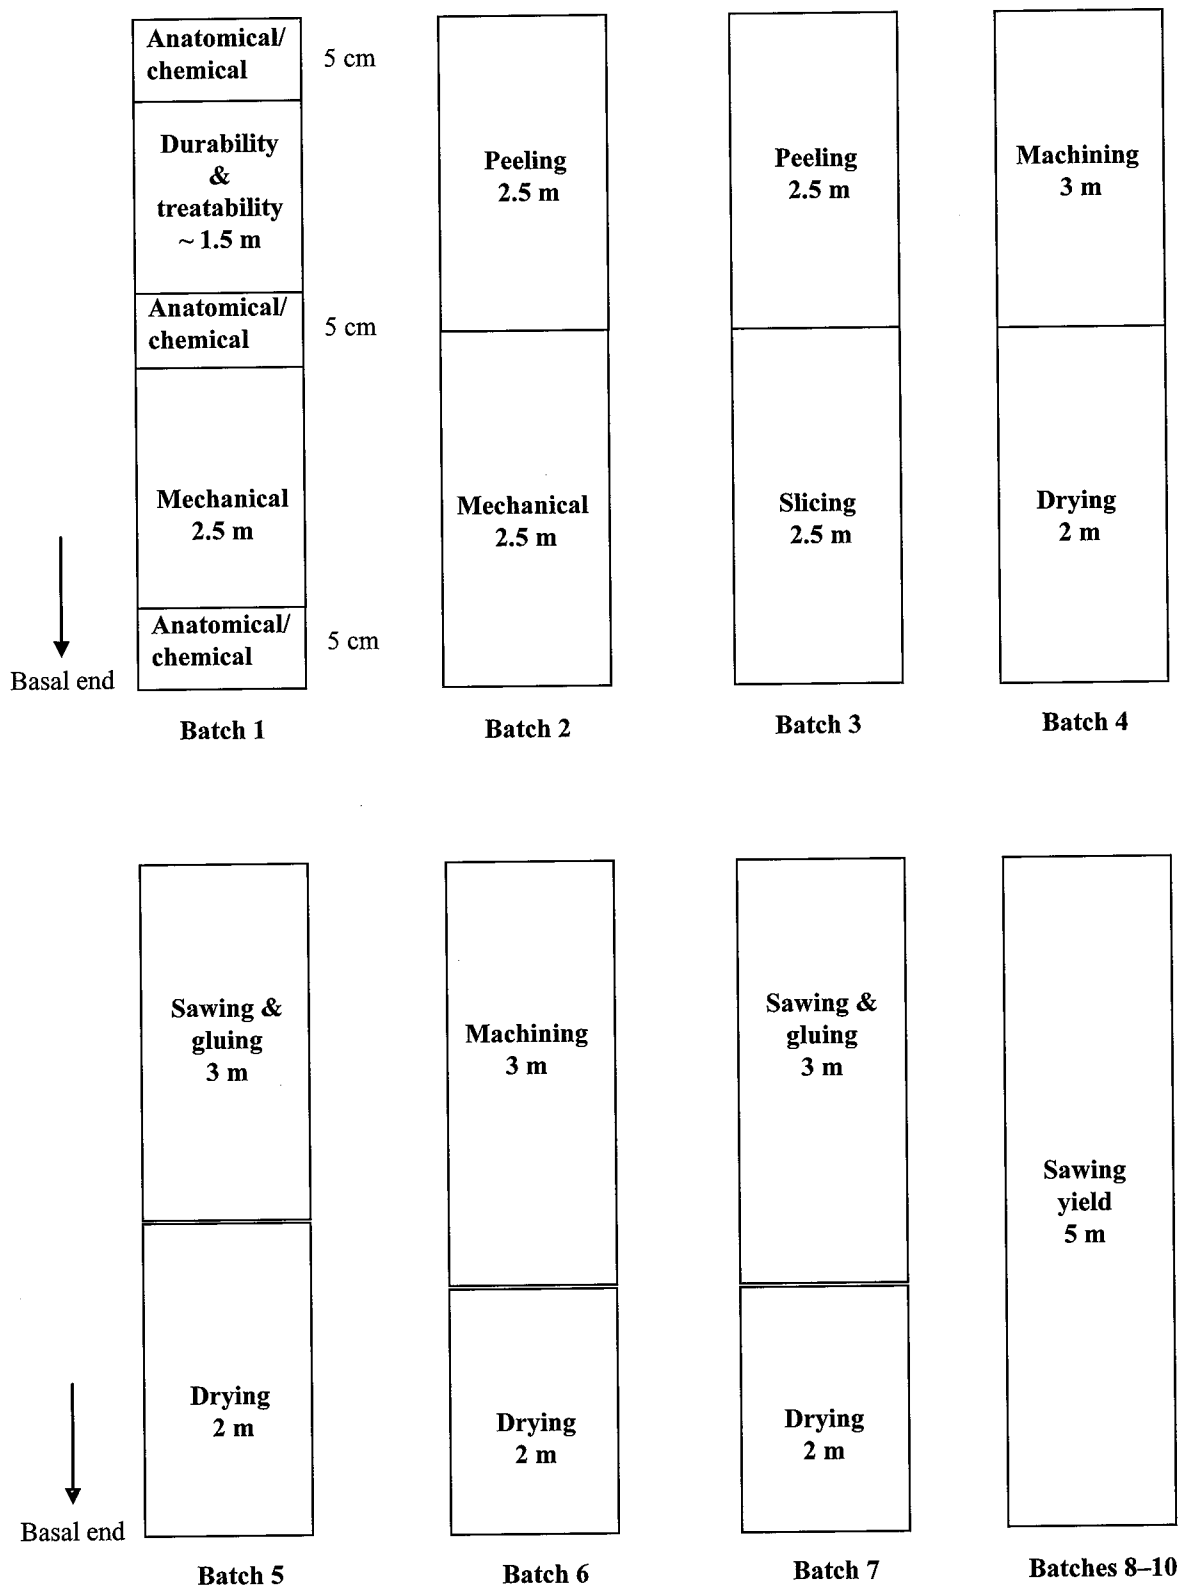 Anatomical/
chemical
5 cm
Durability
&
treatability
~ 1.5 m
Anatomical/
chemical
5 cm
Mechanical
2.5 m
Anatomical/
chemical
5 cm
Basal end
Batch 1
Peeling
2.5 m
Mechanical
2.5 m
Batch 2
Peeling
2.5 m
Slicing
2.5 m
Batch 3
Machining
3 m
Drying
2 m
Batch 4
Sawing &
gluing
3 m
Drying
2 m
Basal end
Batch 5
Machining
3 m
Drying
2 m
Batch 6
Sawing &
gluing
3 m
Drying
2 m
Batch 7
Sawing
yield
5 m
Batches 8–10